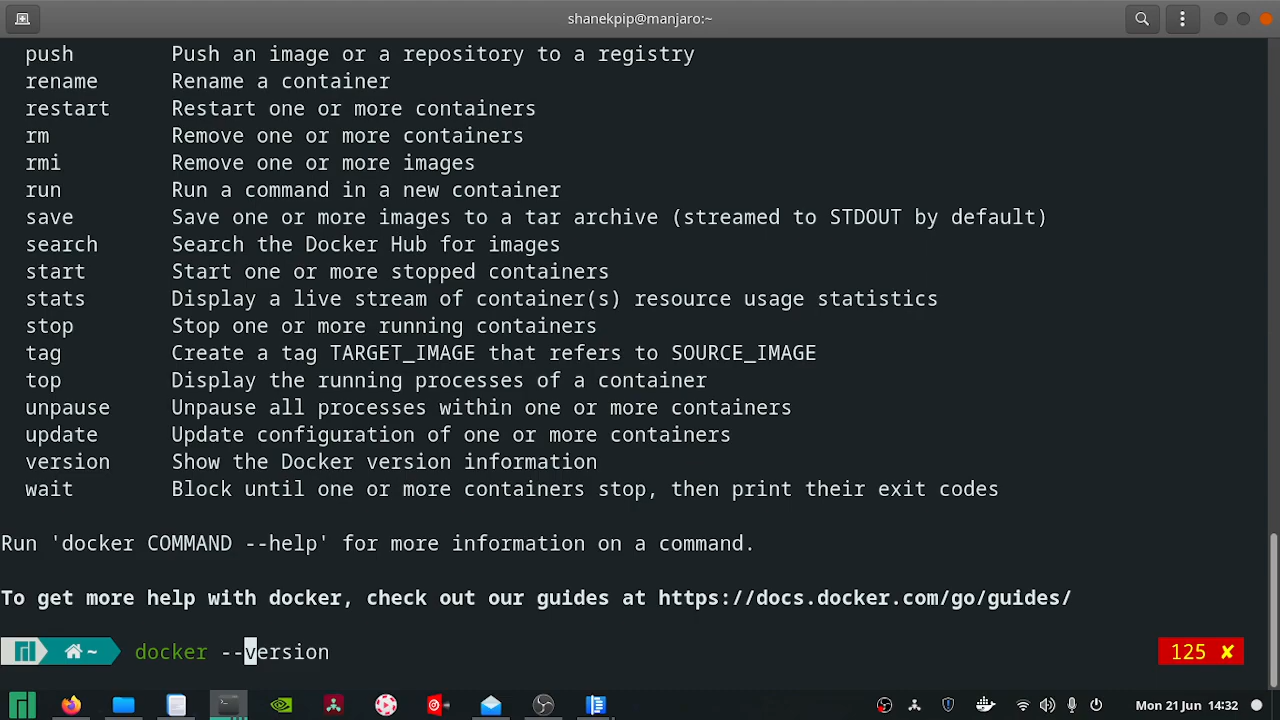 shanekpip@manjaro:~
push Push an image or a repository to a registry
rename Rename a container
restart Restart one or more containers
rm Remove one or more containers
rmi Remove one or more images
run Run a command in a new container
save Save one or more images to a tar archive (streamed to STDOUT by default)
search Search the Docker Hub for images
start Start one or more stopped containers
stats Display a live stream of container(s) resource usage statistics
stop Stop one or more running containers
tag Create a tag TARGET_IMAGE that refers to SOURCE_IMAGE
top Display the running processes of a container
unpause Unpause all processes within one or more containers
update Update configuration of one or more containers
version Show the Docker version information
wait Block until one or more containers stop, then print their exit codes
Run 'docker COMMAND --help' for more information on a command.
To get more help with docker, check out our guides at https://docs.docker.com/go/guides/
~ docker --version 125 ✘
Mon 21 Jun 14:32